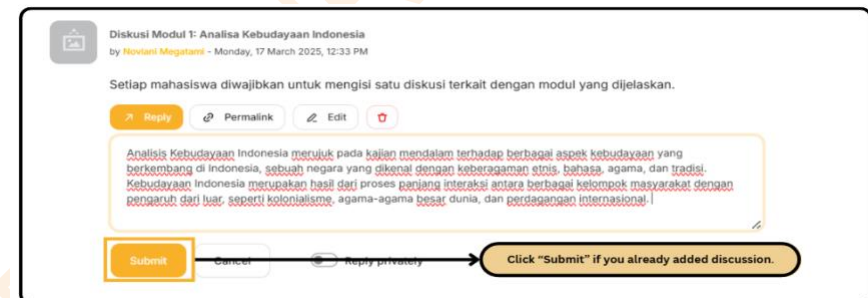 Diskusi Modul 1: Analisa Kebudayaan Indonesia
by Noviani Megatami - Monday, 17 March 2025, 12:33 PM
Setiap mahasiswa diwajibkan untuk mengisi satu diskusi terkait dengan modul yang dijelaskan.
Reply Permalink Edit
Analisis Kebudayaan Indonesia merujuk pada kajian mendalam terhadap berbagai aspek kebudayaan yang
berkembang di Indonesia, sebuah negara yang dikenal dengan keberagaman etnis, bahasa, agama, dan tradisi.
Kebudayaan Indonesia merupakan hasil dari proses panjang interaksi antara berbagai kelompok masyarakat dengan
pengaruh dari luar, seperti kolonialisme, agama-agama besar dunia, dan perdagangan internasional.
Submit Cancel Reply privately Click “Submit” if you already added discussion.